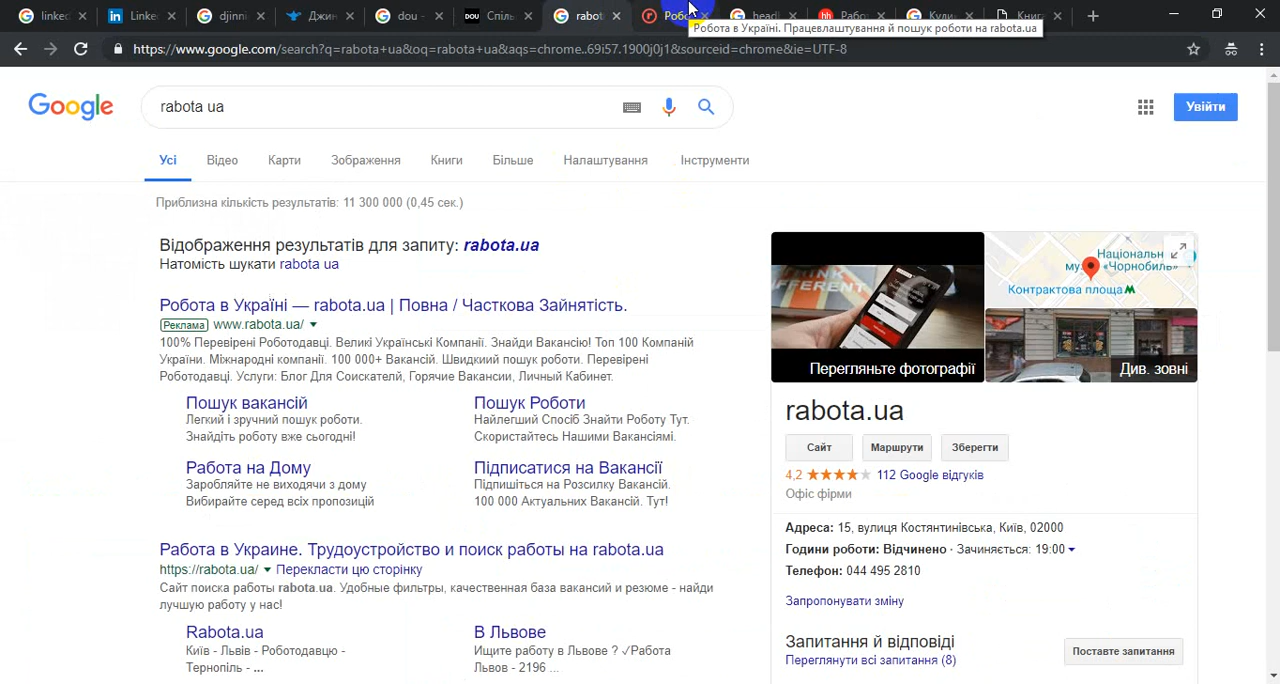 linked
Linke
djinni
Джин
dou -
DOU Спіль
rabot
Робо
headl
hh Рабо
Кули
Книга
Робота в Україні. Працевлаштування й пошук роботи на rabota.ua
https://www.google.com/search?q=rabota+ua&oq=rabota+ua&aqs=chrome..69i57.1900j0j1&sourceid=chrome&ie=UTF-8
Google
rabota ua
Увійти
Усі
Відео
Карти
Зображення
Книги
Більше
Налаштування
Інструменти
Приблизна кількість результатів: 11 300 000 (0,45 сек.)
Відображення результатів для запиту: rabota.ua
Натомість шукати rabota ua
Робота в Україні — rabota.ua | Повна / Часткова Зайнятість.
Реклама www.rabota.ua/
100% Перевірені Роботодавці. Великі Українські Компанії. Знайди Вакансію! Топ 100 Компаній
України. Міжнародні компанії. 100 000+ Вакансій. Швидкий пошук роботи. Перевірені
Роботодавці. Услуги: Блог Для Соискателй, Горячие Вакансии, Личный Кабинет.
Пошук вакансій
Легкий і зручний пошук роботи.
Знайдіть роботу вже сьогодні!
Пошук Роботи
Найлегший Спосіб Знайти Роботу Тут.
Скористайтесь Нашими Вакансіямі.
Работа на Дому
Заробляйте не виходячи з дому
Вибирайте серед всіх пропозицій
Підписатися на Вакансії
Підпишіться на Розсилку Вакансій.
100 000 Актуальних Вакансій. Тут!
Работа в Украине. Трудоустройство и поиск работы на rabota.ua
https://rabota.ua/ Перекласти цю сторінку
Сайт поиска работы rabota.ua. Удобные фильтры, качественная база вакансий и резюме - найди
лучшую работу у нас!
Rabota.ua
Київ - Львів - Роботодавцю -
Тернопіль - ...
В Львове
Ищите работу в Львове ? ✓Работа
Львов - 2196 ...
THINK
DIFFERENT
Національн
му «Чорнобиль»
Контрактова площа
Перегляньте фотографії
Див. зовні
rabota.ua
Сайт
Маршрути
Зберегти
4,2 112 Google відгуків
Офіс фірми
Адреса: 15, вулиця Костянтинівська, Київ, 02000
Години роботи: Відчинено · Зачиняється: 19:00
Телефон: 044 495 2810
Запропонувати зміну
Запитання й відповіді
Переглянути всі запитання (8)
Поставте запитання